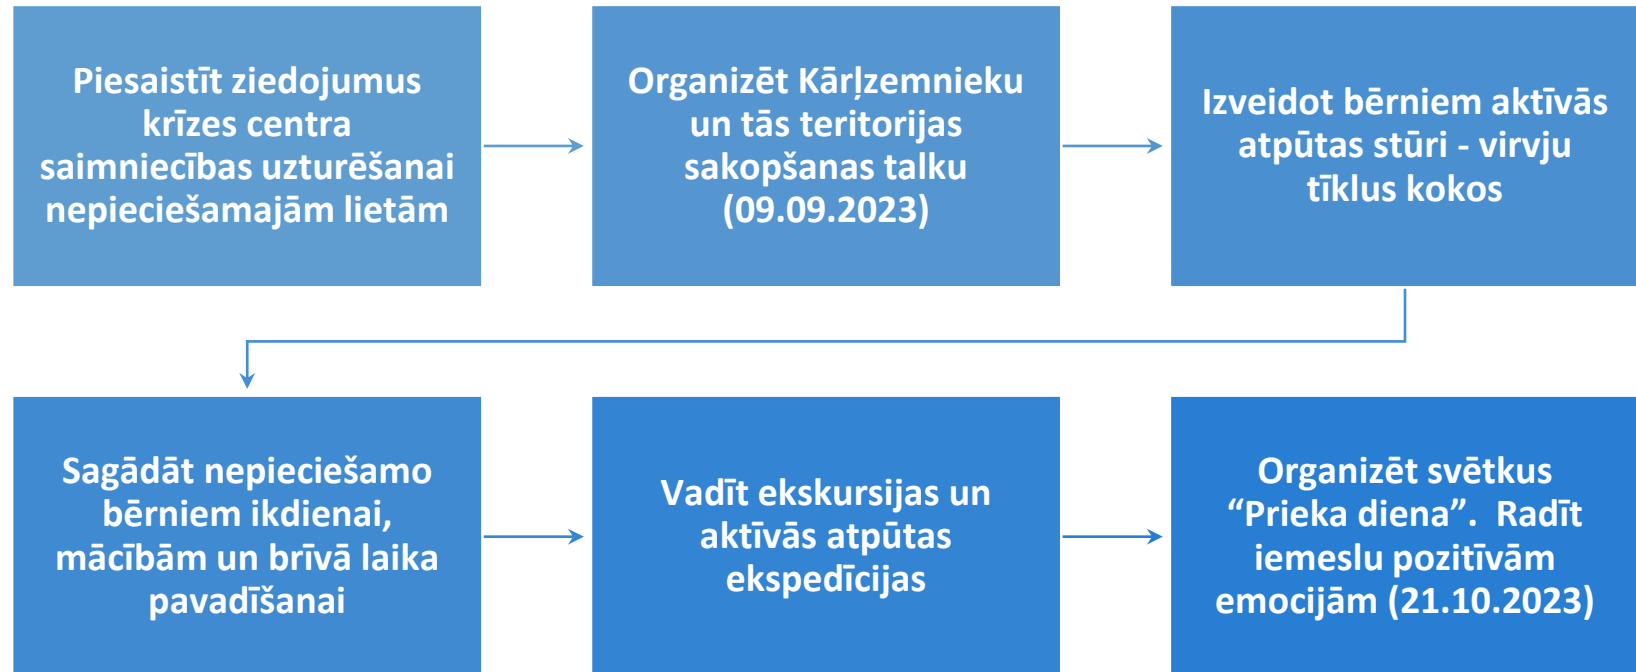 Piesaistīt ziedojumus
krīzes centra
saimniecības uzturēšanai
nepieciešamajām lietām
Organizēt Kārļzemnieku
un tās teritorijas
sakopšanas talku
(09.09.2023)
Izveidot bērniem aktīvās
atpūtas stūri - virvju
tīklus kokos
Sagādāt nepieciešamo
bērniem ikdienai,
mācībām un brīvā laika
pavadīšanai
Vadīt ekskursijas un
aktīvās atpūtas
ekspedīcijas
Organizēt svētkus
“Prieka diena”.  Radīt
iemeslu pozitīvām
emocijām (21.10.2023)